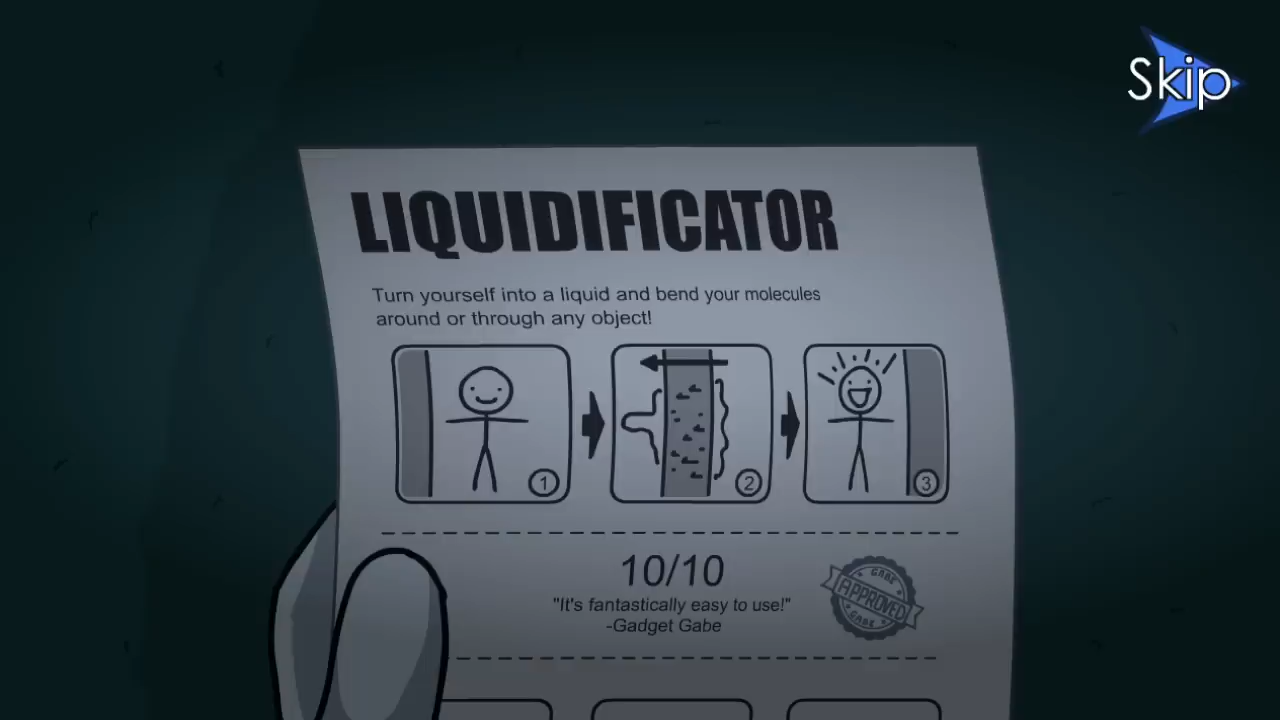 Skip
LIQUIDIFICATOR
Turn yourself into a liquid and bend your molecules
around or through any object!
1
2
3
10/10
"It's fantastically easy to use!"
-Gadget Gabe
GABE
APPROVED
GABE